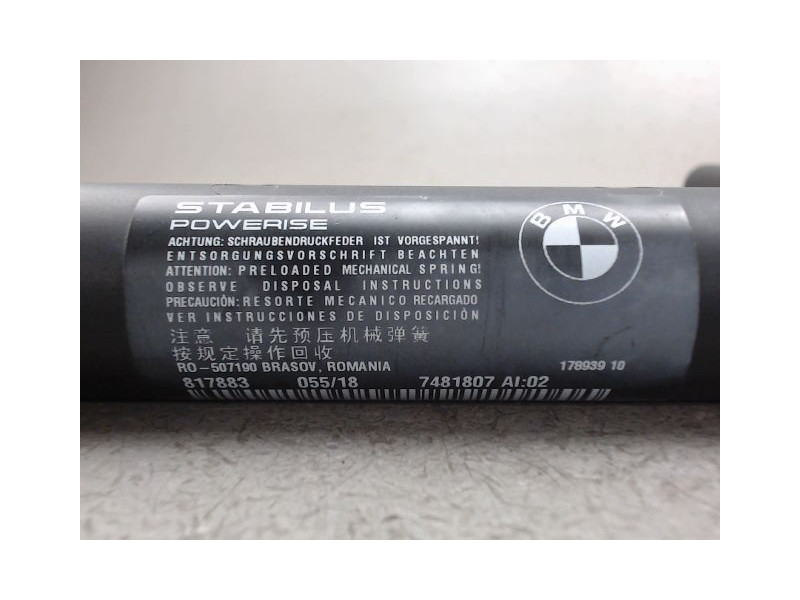 STABILUS
POWERISE
ACHTUNG: SCHRAUBENDRUCKFEDER IST VORGESPANNT!
ENTSORGUNGSVORSCHRIFT BEACHTEN
ATTENTION: PRELOADED MECHANICAL SPRING!
OBSERVE DISPOSAL INSTRUCTIONS
PRECAUCIÓN: RESORTE MECANICO RECARGADO
VER INSTRUCCIONES DE DISPOSICIÓN
注意 请先预压机械弹簧
按规定操作回收
RO-507190 BRASOV, ROMANIA
817883 055/18 7481807 AI:02
BMW
178939 10